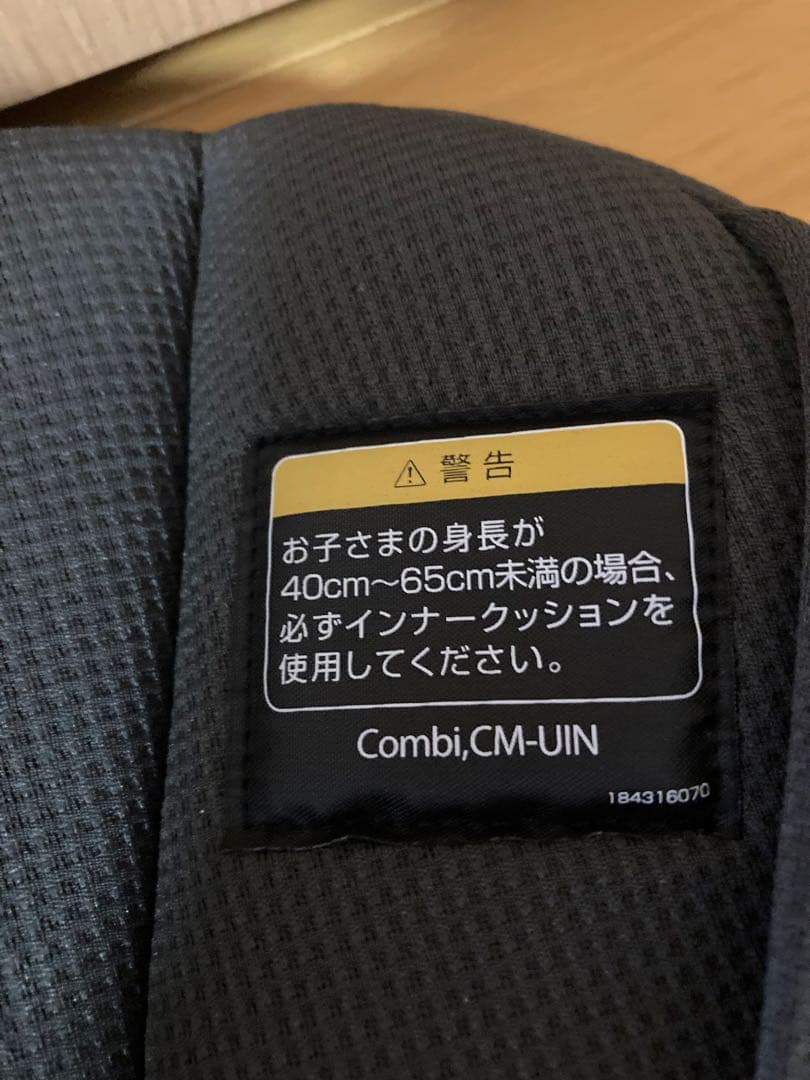 ⚠ 警告
お子さまの身長が
40cm～65cm未満の場合、
必ずインナークッションを
使用してください。
Combi,CM-UIN
184316070